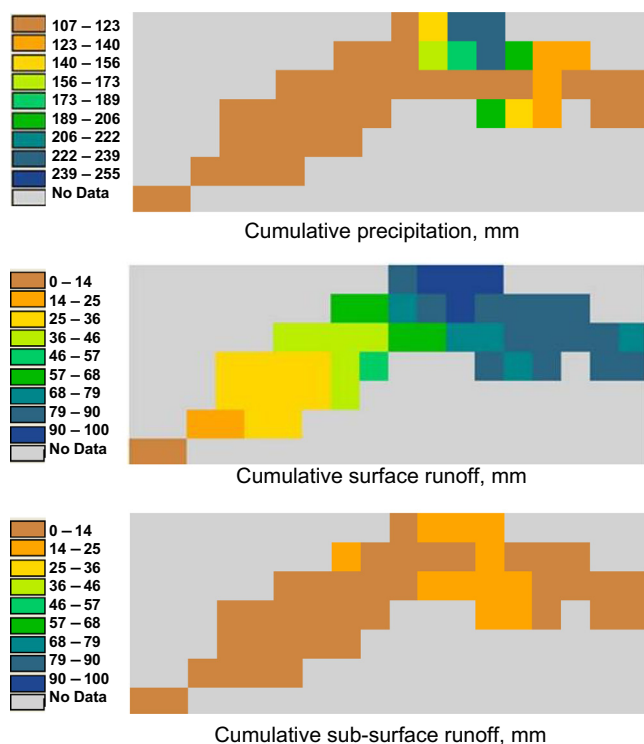 107 – 123
123 – 140
140 – 156
156 – 173
173 – 189
189 – 206
206 – 222
222 – 239
239 – 255
No Data
Cumulative precipitation, mm
0 – 14
14 – 25
25 – 36
36 – 46
46 – 57
57 – 68
68 – 79
79 – 90
90 – 100
No Data
Cumulative surface runoff, mm
0 – 14
14 – 25
25 – 36
36 – 46
46 – 57
57 – 68
68 – 79
79 – 90
90 – 100
No Data
Cumulative sub-surface runoff, mm